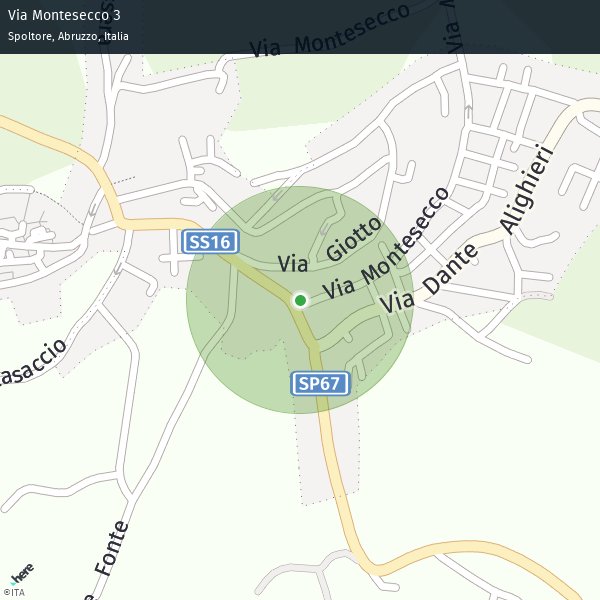 Via Montesecco 3
Spoltore, Abruzzo, Italia
Via Montesecco
Via
Alighieri
SS16
Via Giotto
Via Montesecco
Via Dante
SP67
Fonte
here
©ITA